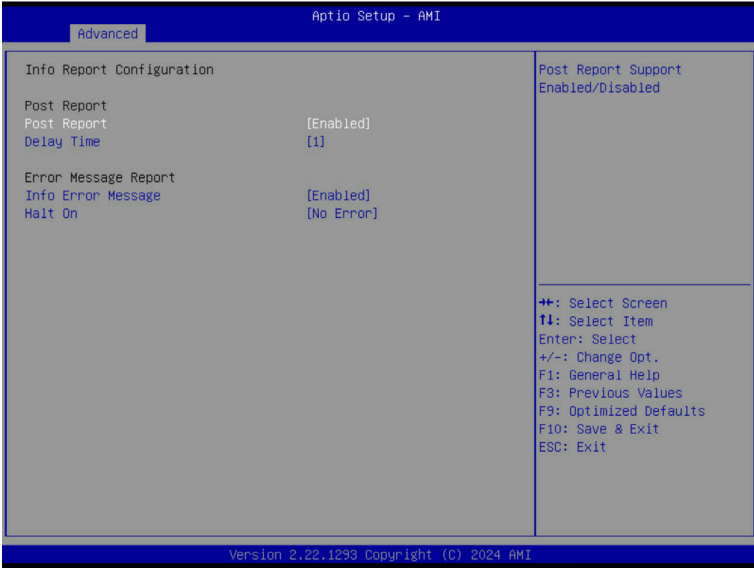 Aptio Setup – AMI
Advanced
Info Report Configuration
Post Report
Post Report [Enabled]
Delay Time [1]
Error Message Report
Info Error Message [Enabled]
Halt On [No Error]
Post Report Support
Enabled/Disabled
→←: Select Screen
↑↓: Select Item
Enter: Select
+/-: Change Opt.
F1: General Help
F3: Previous Values
F9: Optimized Defaults
F10: Save & Exit
ESC: Exit
Version 2.22.1293 Copyright (C) 2024 AMI